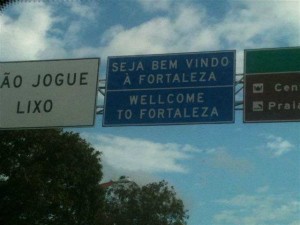 ÃO JOGUE
LIXO
SEJA BEM VINDO
À FORTALEZA
WELLCOME
TO FORTALEZA
Cen
Prai